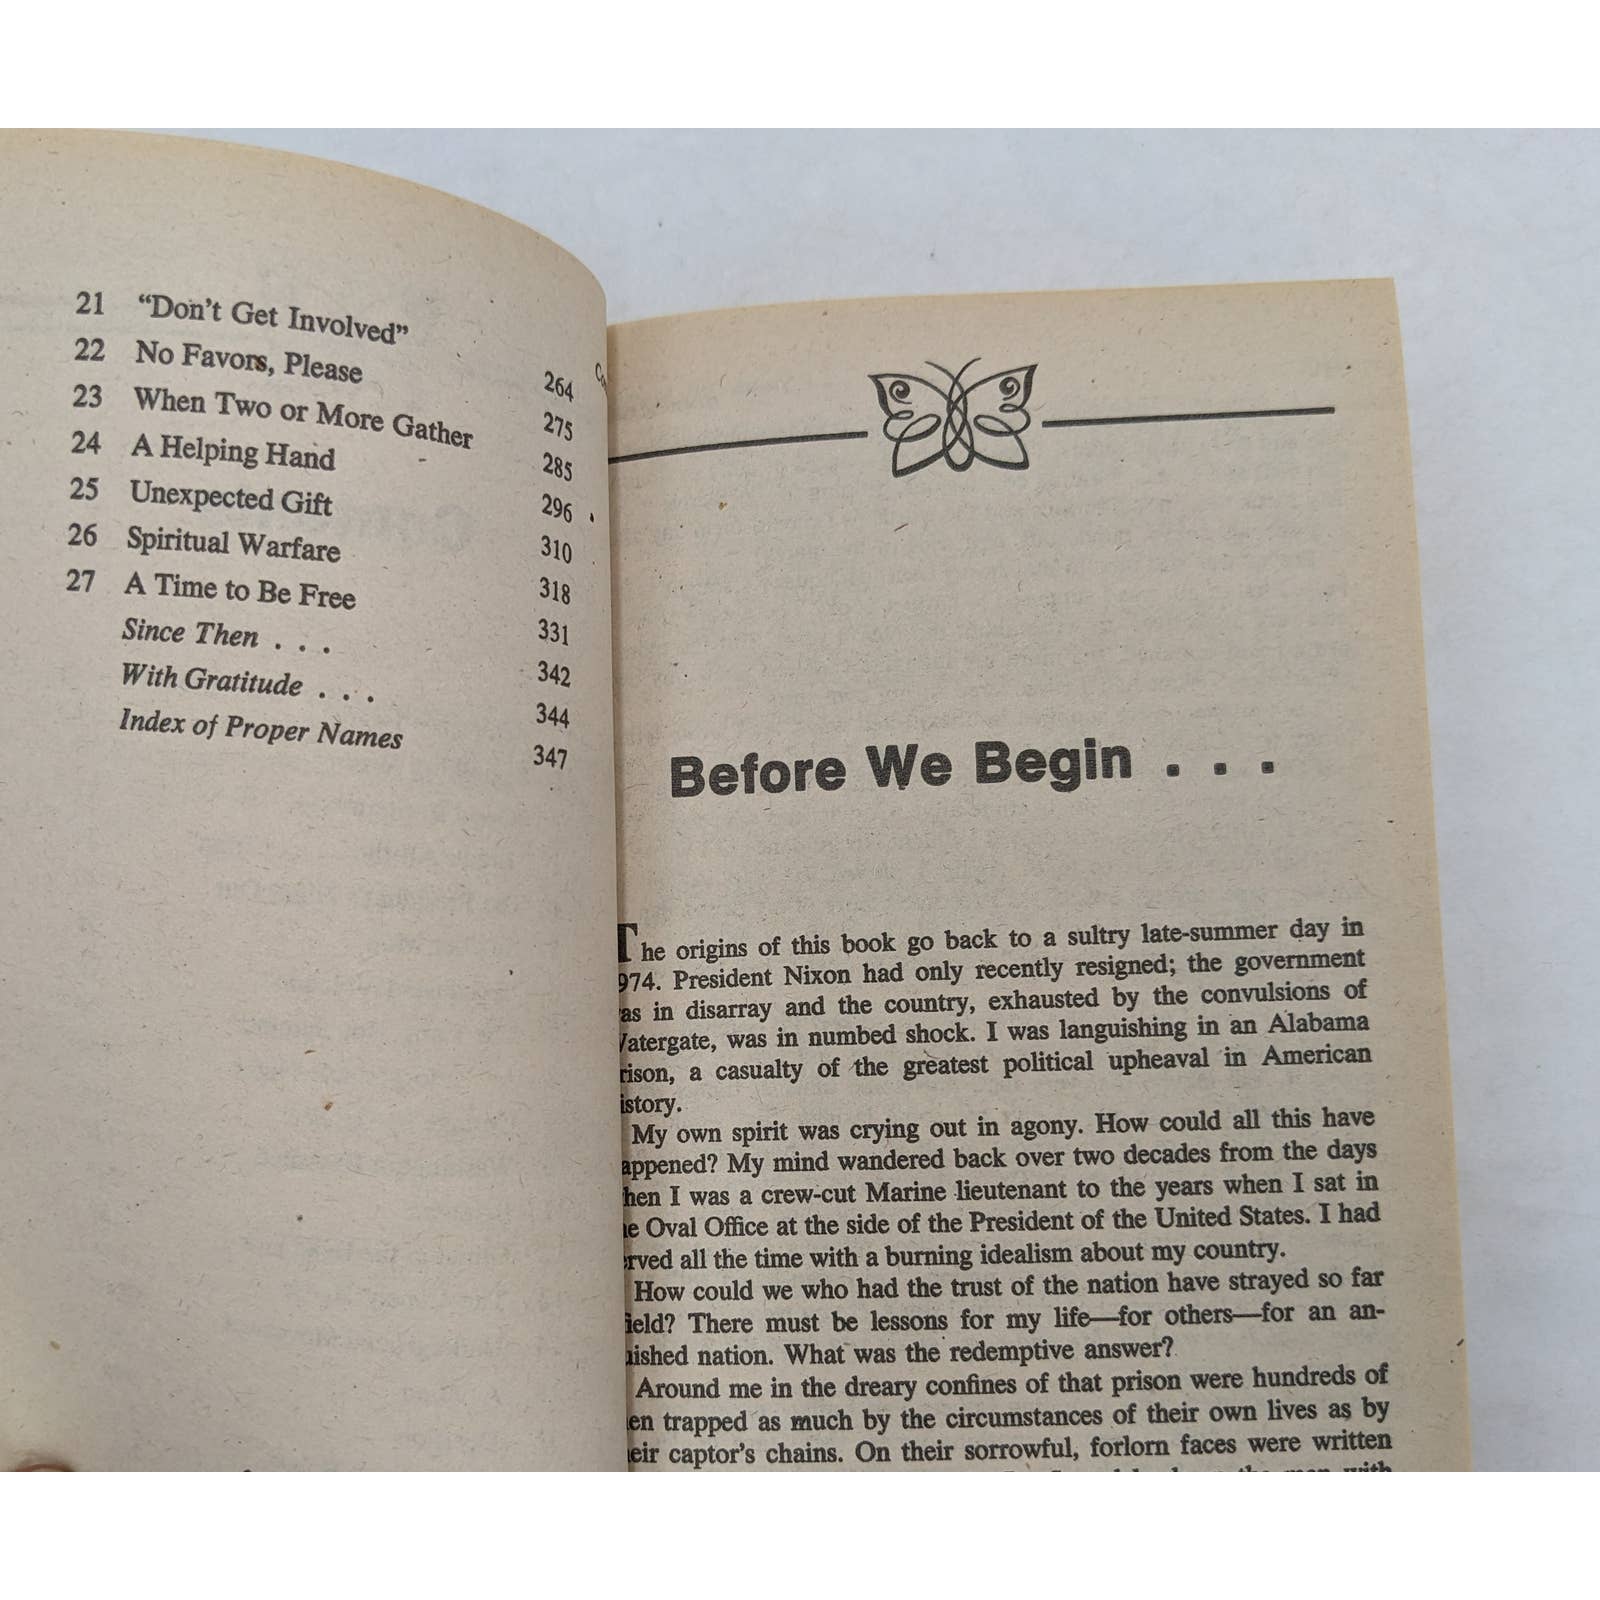 21 “Don’t Get Involved” 264
22 No Favors, Please 275
23 When Two or More Gather 285
24 A Helping Hand 296
25 Unexpected Gift 310
26 Spiritual Warfare 318
27 A Time to Be Free 331
Since Then . . . 342
With Gratitude . . . 344
Index of Proper Names 347
Before We Begin . . .
The origins of this book go back to a sultry late-summer day in
974. President Nixon had only recently resigned; the government
as in disarray and the country, exhausted by the convulsions of
Watergate, was in numbed shock. I was languishing in an Alabama
rison, a casualty of the greatest political upheaval in American
istory.
My own spirit was crying out in agony. How could all this have
appened? My mind wandered back over two decades from the days
hen I was a crew-cut Marine lieutenant to the years when I sat in
e Oval Office at the side of the President of the United States. I had
erved all the time with a burning idealism about my country.
How could we who had the trust of the nation have strayed so far
field? There must be lessons for my life—for others—for an an-
uished nation. What was the redemptive answer?
Around me in the dreary confines of that prison were hundreds of
en trapped as much by the circumstances of their own lives as by
eir captor's chains. On their sorrowful, forlorn faces were written
the men with